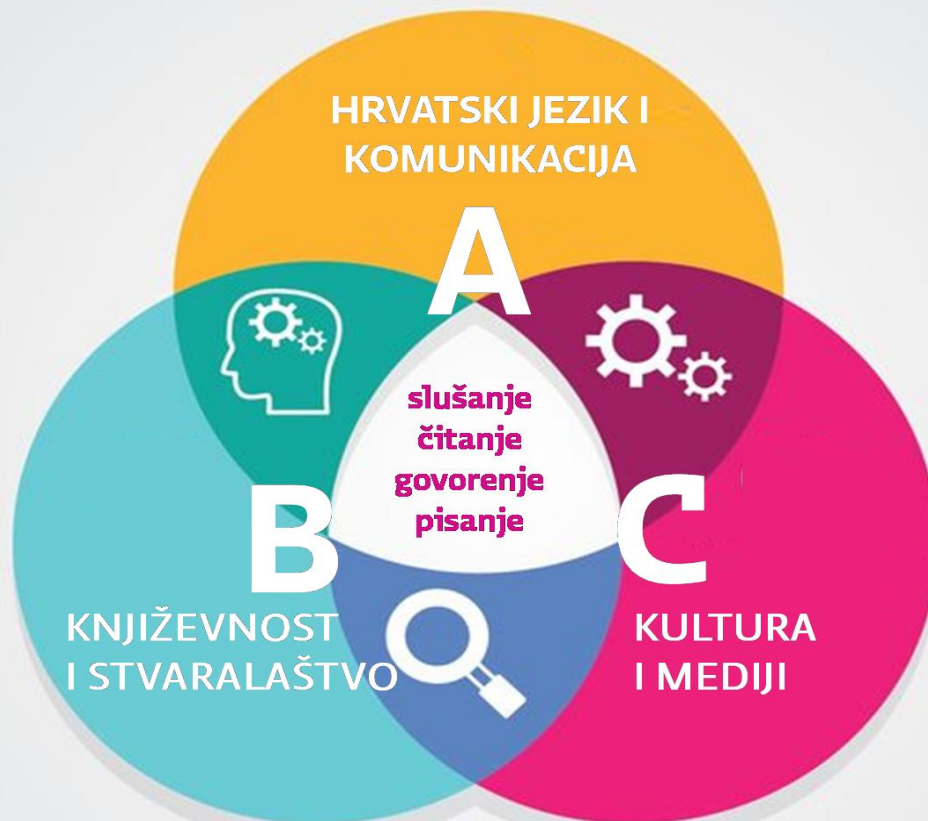 HRVATSKI JEZIK I
KOMUNIKACIJA
A
slušanje
čitanje
govorenje
pisanje
B
C
KNJIŽEVNOST
I STVARALAŠTVO
KULTURA
I MEDIJI